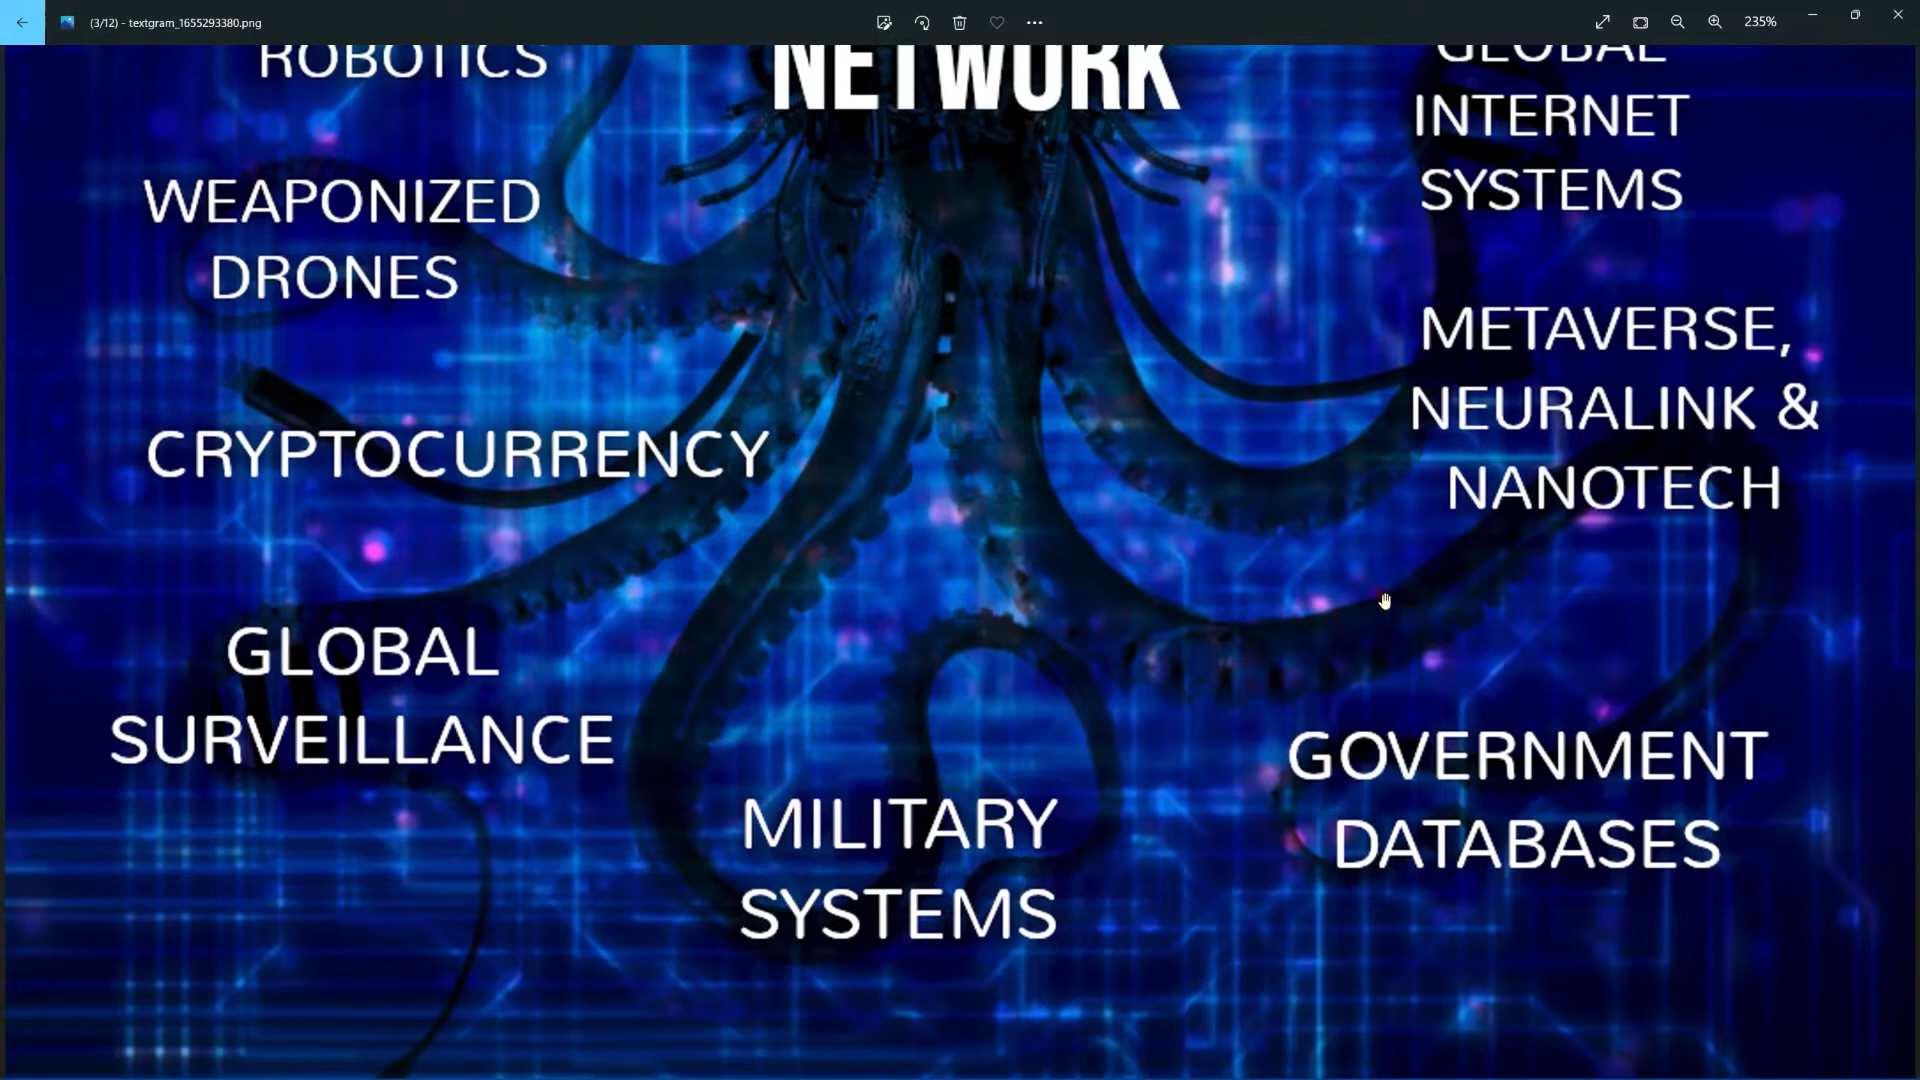 (3/12) - textgram_1655293380.png
235%
ROBOTICS
NETWORK
GLOBAL
INTERNET
SYSTEMS
WEAPONIZED
DRONES
METAVERSE,
NEURALINK &
NANOTECH
CRYPTOCURRENCY
GLOBAL
SURVEILLANCE
MILITARY
SYSTEMS
GOVERNMENT
DATABASES